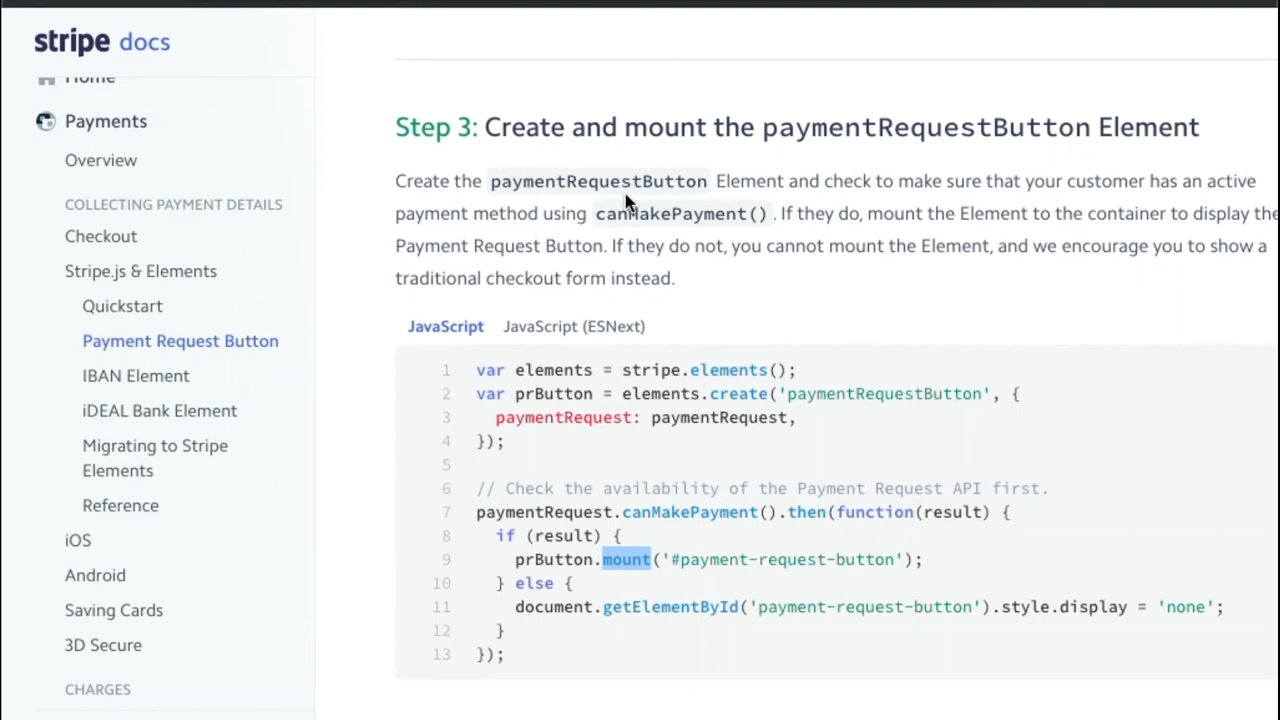 stripe docs
Home
Payments
Overview
COLLECTING PAYMENT DETAILS
Checkout
Stripe.js & Elements
Quickstart
Payment Request Button
IBAN Element
iDEAL Bank Element
Migrating to Stripe
Elements
Reference
iOS
Android
Saving Cards
3D Secure
CHARGES
Step 3: Create and mount the paymentRequestButton Element
Create the paymentRequestButton Element and check to make sure that your customer has an active
payment method using canMakePayment(). If they do, mount the Element to the container to display the
Payment Request Button. If they do not, you cannot mount the Element, and we encourage you to show a
traditional checkout form instead.
JavaScript JavaScript (ESNext)
1 var elements = stripe.elements();
2 var prButton = elements.create('paymentRequestButton', {
3 paymentRequest: paymentRequest,
4 });
5
6 // Check the availability of the Payment Request API first.
7 paymentRequest.canMakePayment().then(function(result) {
8 if (result) {
9 prButton.mount('#payment-request-button');
10 } else {
11 document.getElementById('payment-request-button').style.display = 'none';
12 }
13 });